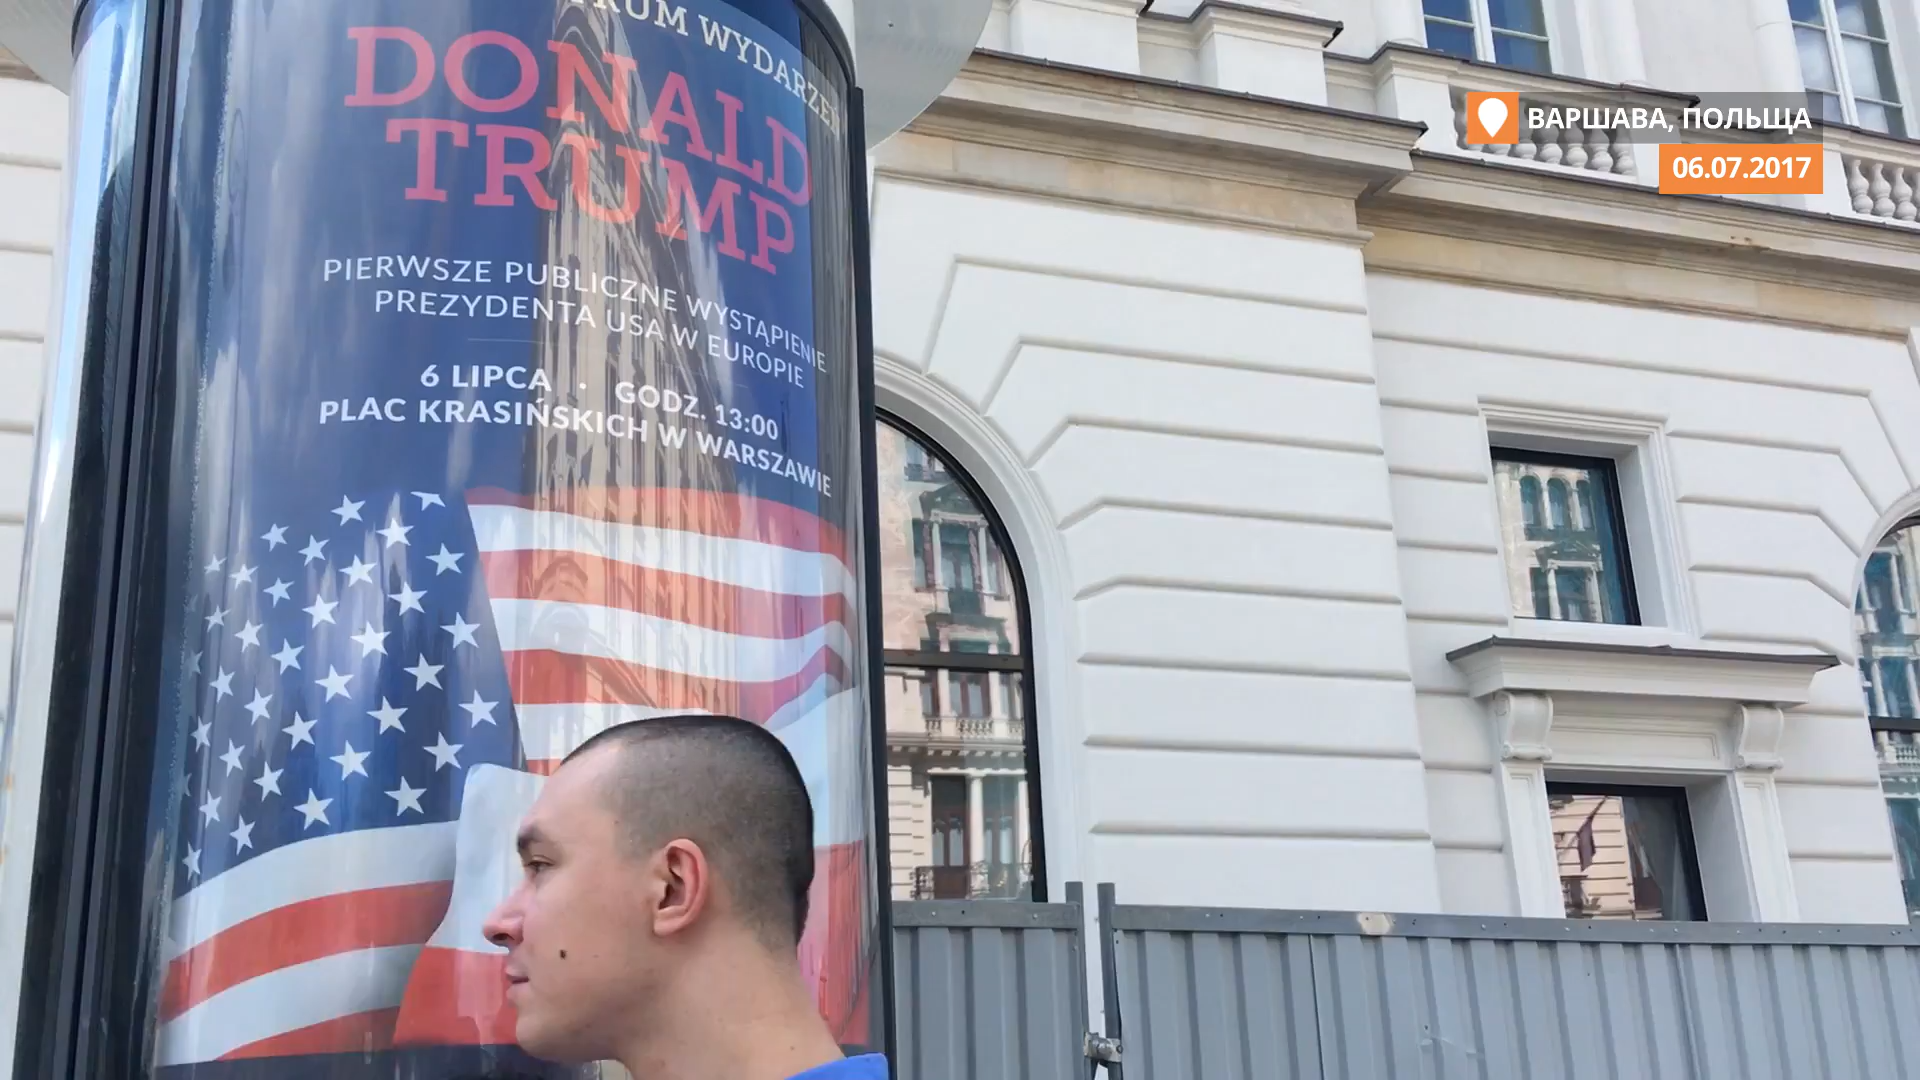 WYDARZEŃ
DONALD
TRUMP
PIERWSZE PUBLICZNE WYSTĄPIENIE
PREZYDENTA USA W EUROPIE
6 LIPCA · GODZ. 13:00
PLAC KRASIŃSKICH W WARSZAWIE
ВАРШАВА, ПОЛЬЩА
06.07.2017